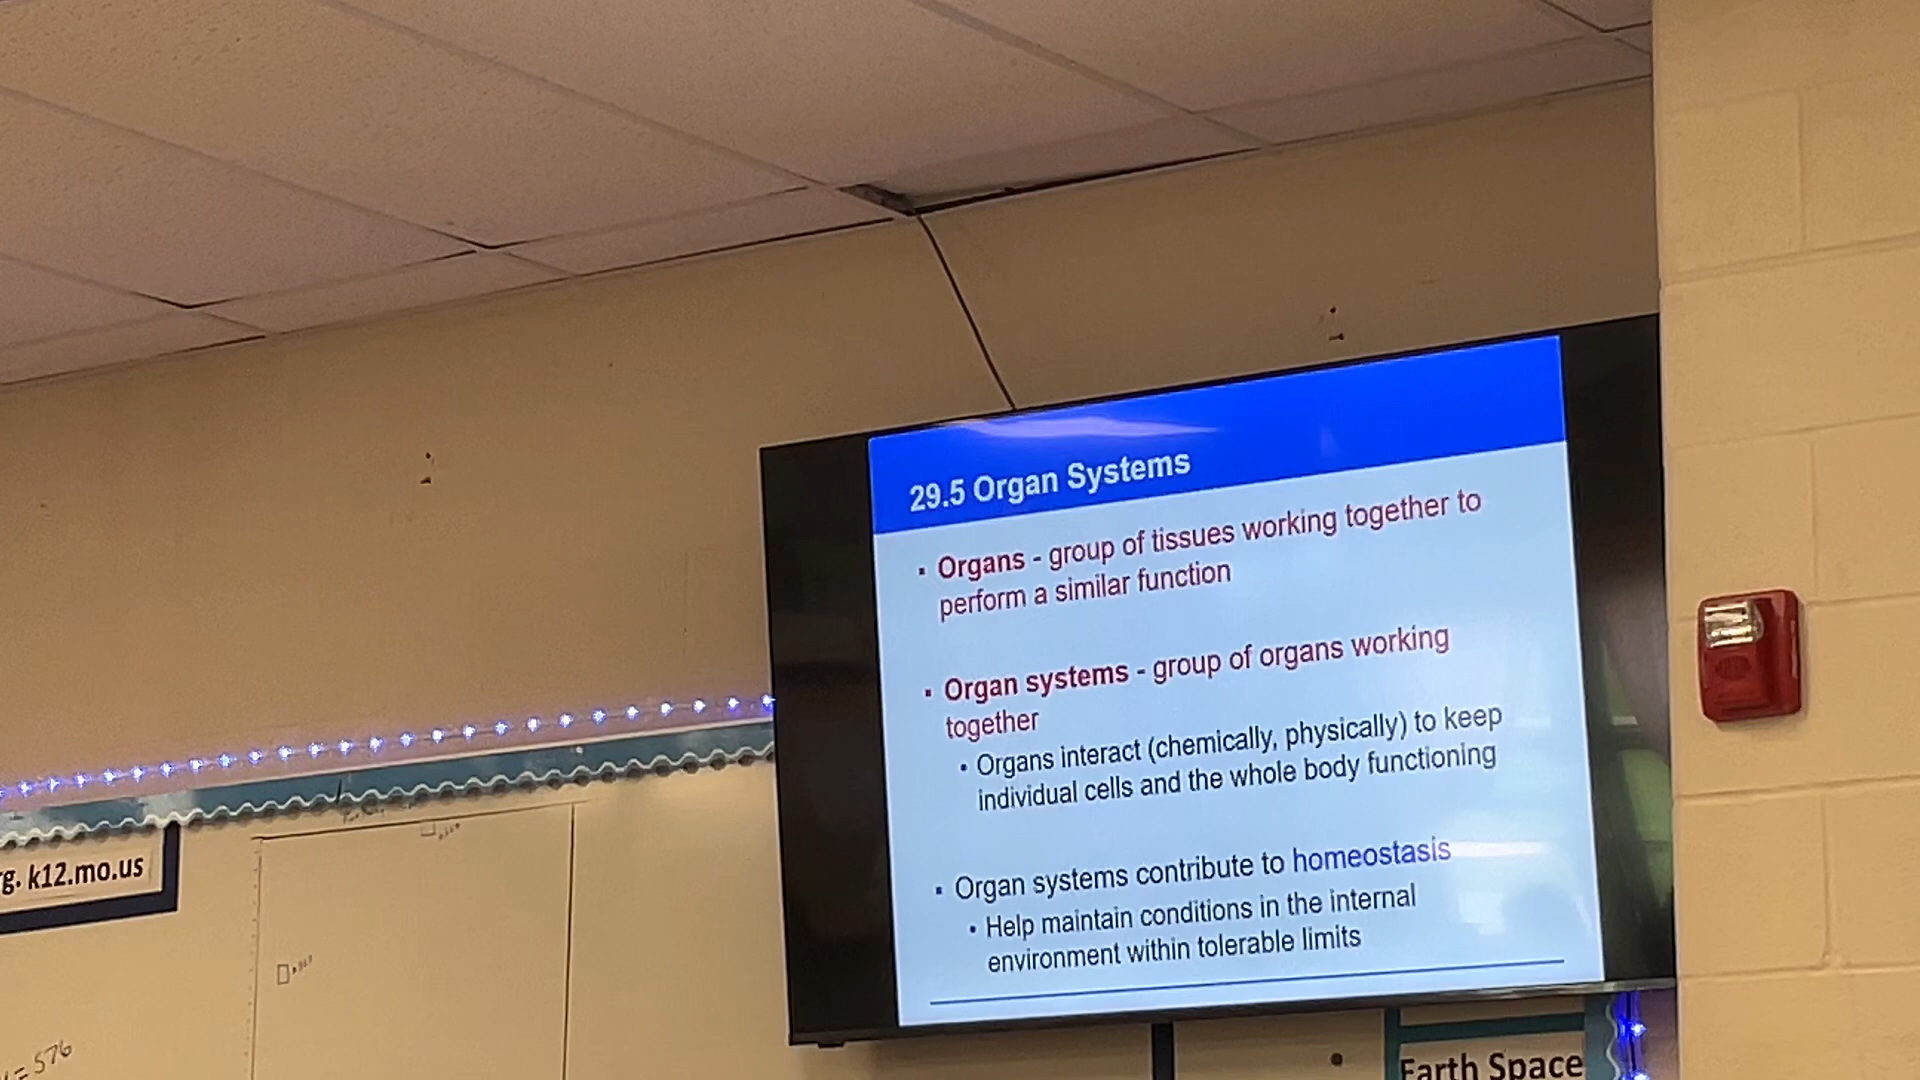 29.5 Organ Systems
▪ Organs - group of tissues working together to
perform a similar function
▪ Organ systems - group of organs working
together
• Organs interact (chemically, physically) to keep
individual cells and the whole body functioning
▪ Organ systems contribute to homeostasis
• Help maintain conditions in the internal
environment within tolerable limits
g. k12.mo.us
= 576
Earth Space